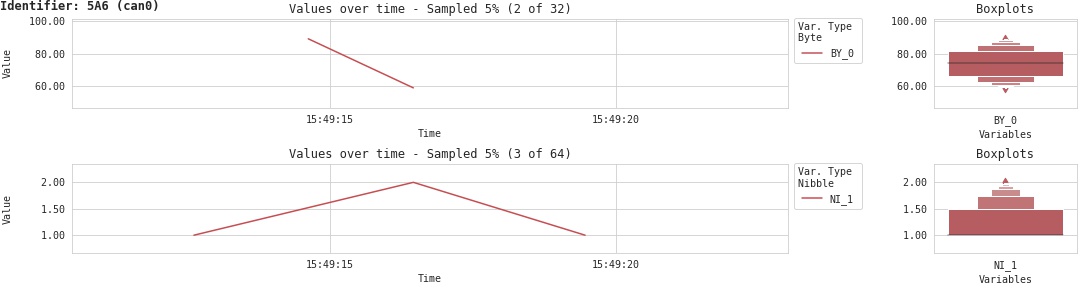 Identifier: 5A6 (can0)
Values over time - Sampled 5% (2 of 32)
Boxplots
100.00
80.00
60.00
Value
15:49:15
15:49:20
Time
Var. Type
Byte
BY_0
100.00
80.00
60.00
BY_0
Variables
Values over time - Sampled 5% (3 of 64)
Boxplots
2.00
1.50
1.00
Value
15:49:15
15:49:20
Time
Var. Type
Nibble
NI_1
2.00
1.50
1.00
NI_1
Variables